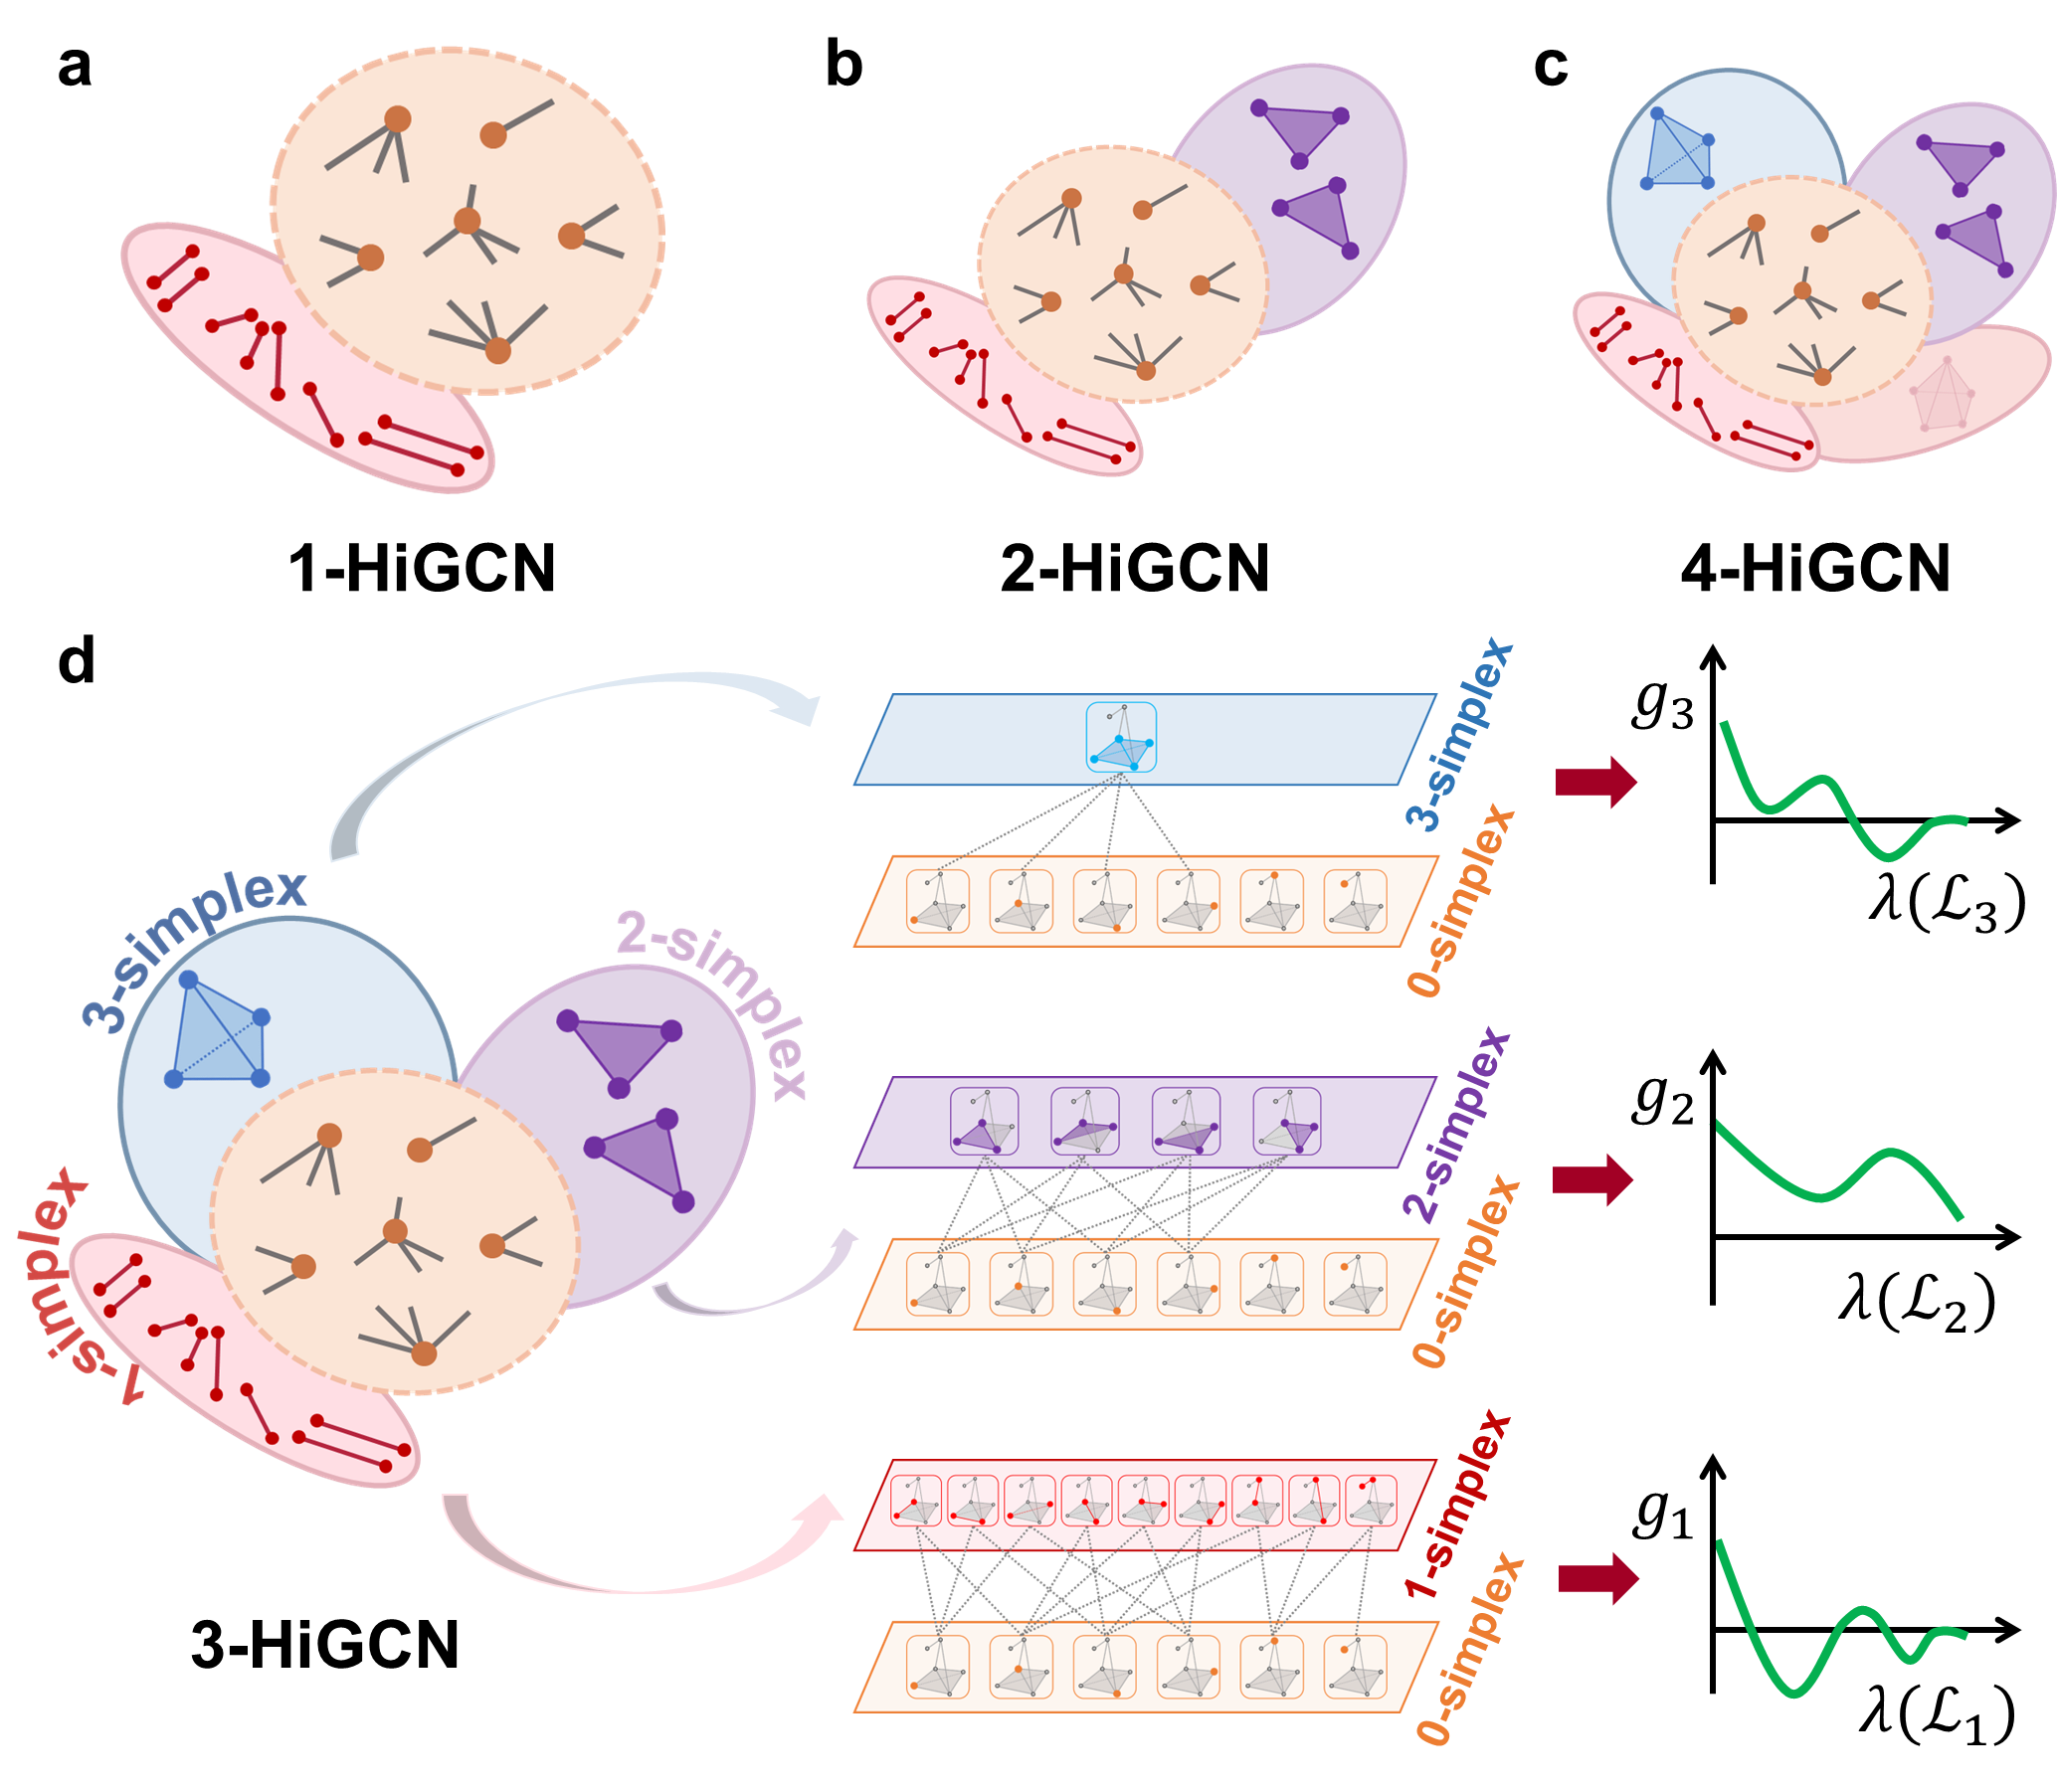 a
b
c
1-HiGCN
2-HiGCN
4-HiGCN
d
3-simplex
2-simplex
1-simplex
3-HiGCN
3-simplex
0-simplex
g₃
λ(ℒ₃)
2-simplex
0-simplex
g₂
λ(ℒ₂)
1-simplex
0-simplex
g₁
λ(ℒ₁)